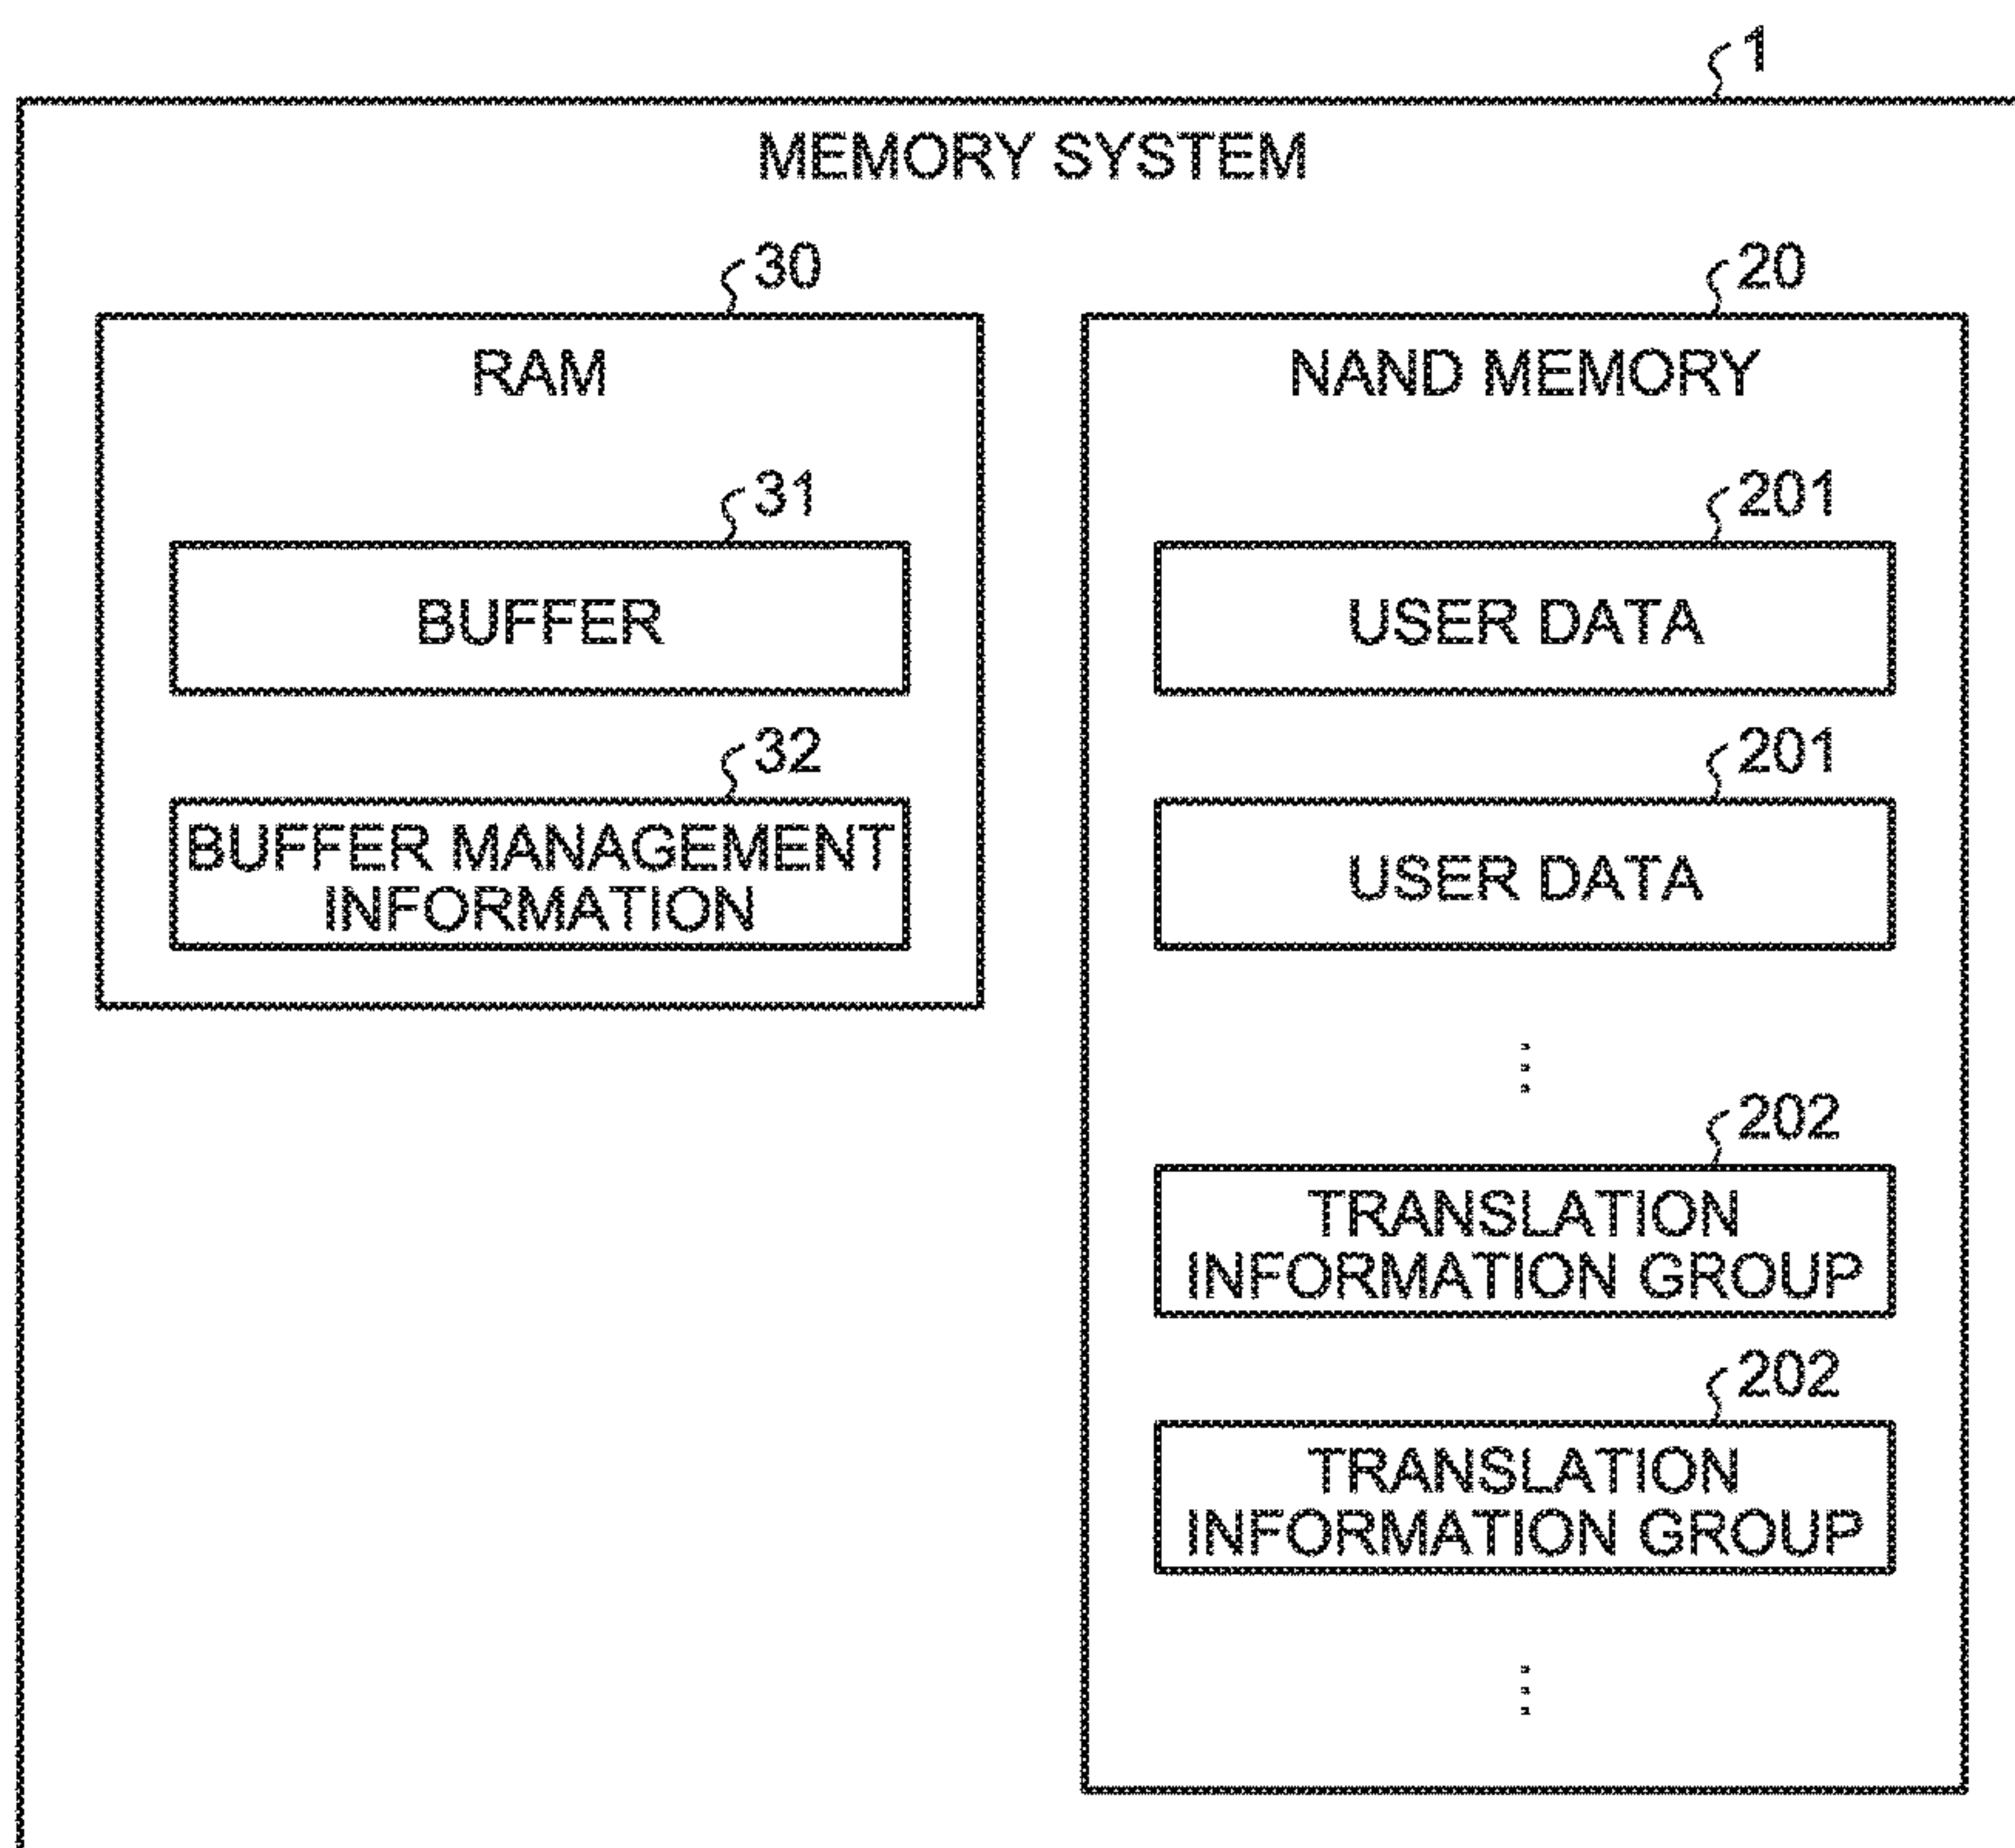 1
MEMORY SYSTEM
30
RAM
31
BUFFER
32
BUFFER MANAGEMENT
INFORMATION
20
NAND MEMORY
201
USER DATA
201
USER DATA
202
TRANSLATION
INFORMATION GROUP
202
TRANSLATION
INFORMATION GROUP